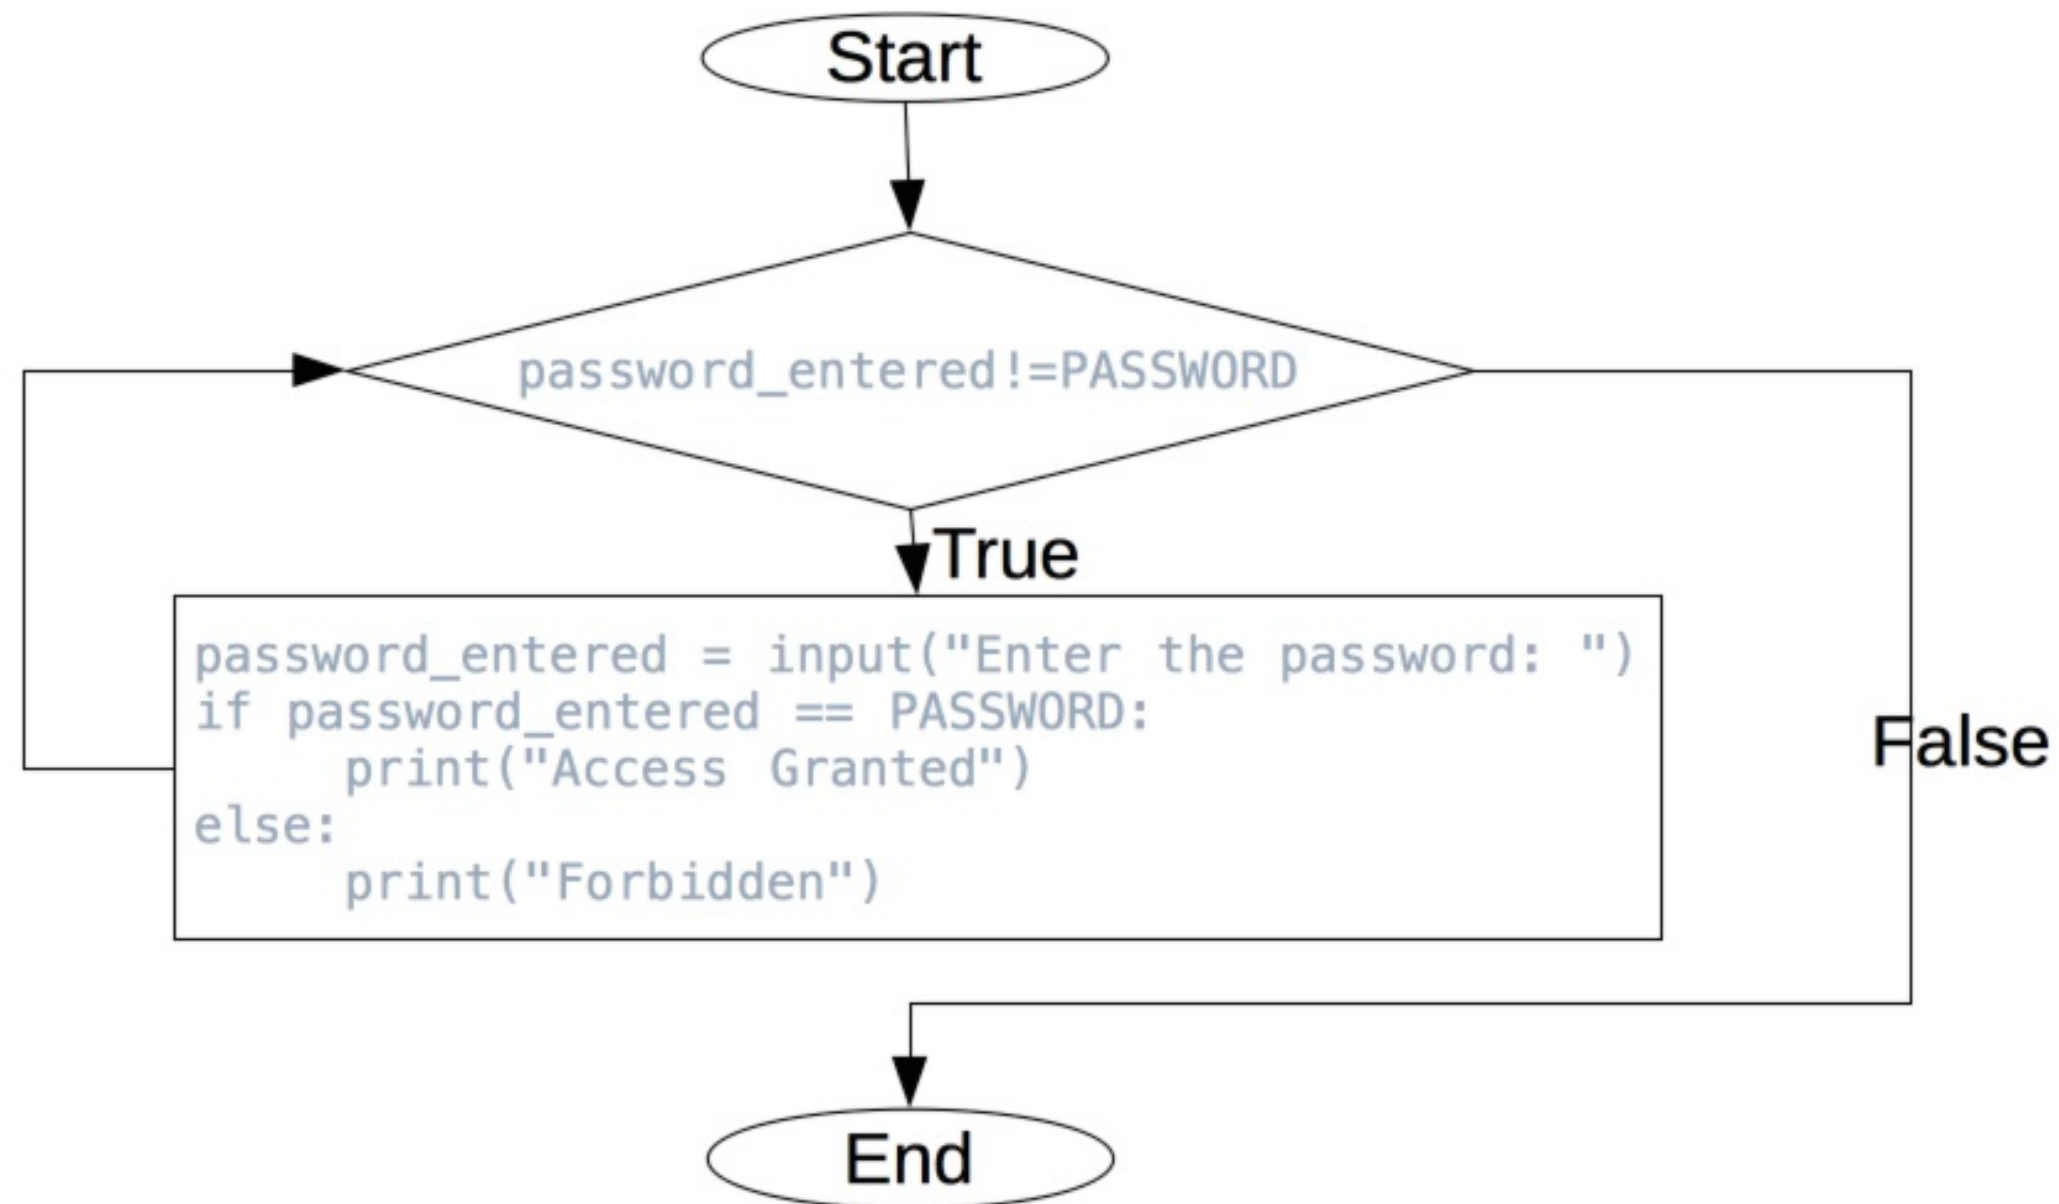 Start
password_entered!=PASSWORD
True
password_entered = input("Enter the password: ")
if password_entered == PASSWORD:
     print("Access Granted")
else:
     print("Forbidden")
False
End